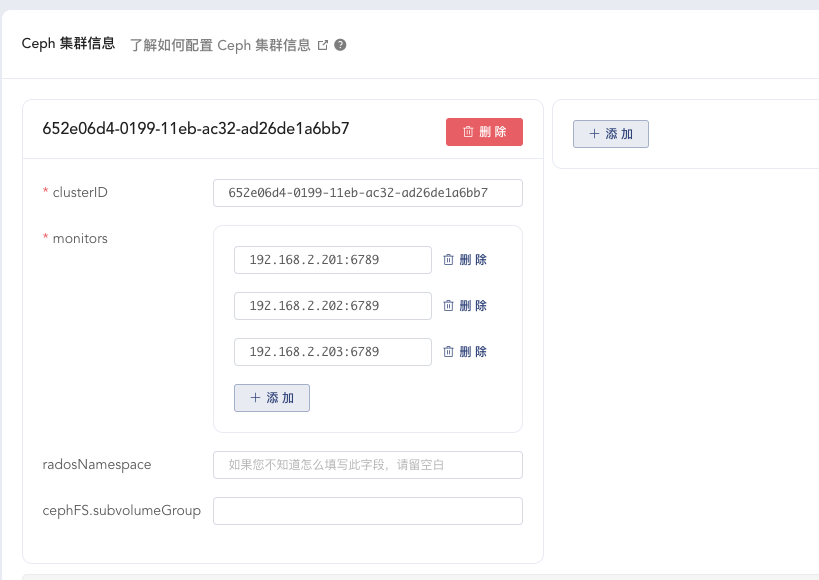 Ceph 集群信息 了解如何配置 Ceph 集群信息
652e06d4-0199-11eb-ac32-ad26de1a6bb7 删 除
添 加
* clusterID 652e06d4-0199-11eb-ac32-ad26de1a6bb7
* monitors
192.168.2.201:6789 删 除
192.168.2.202:6789 删 除
192.168.2.203:6789 删 除
添 加
radosNamespace 如果您不知道怎么填写此字段，请留空白
cephFS.subvolumeGroup